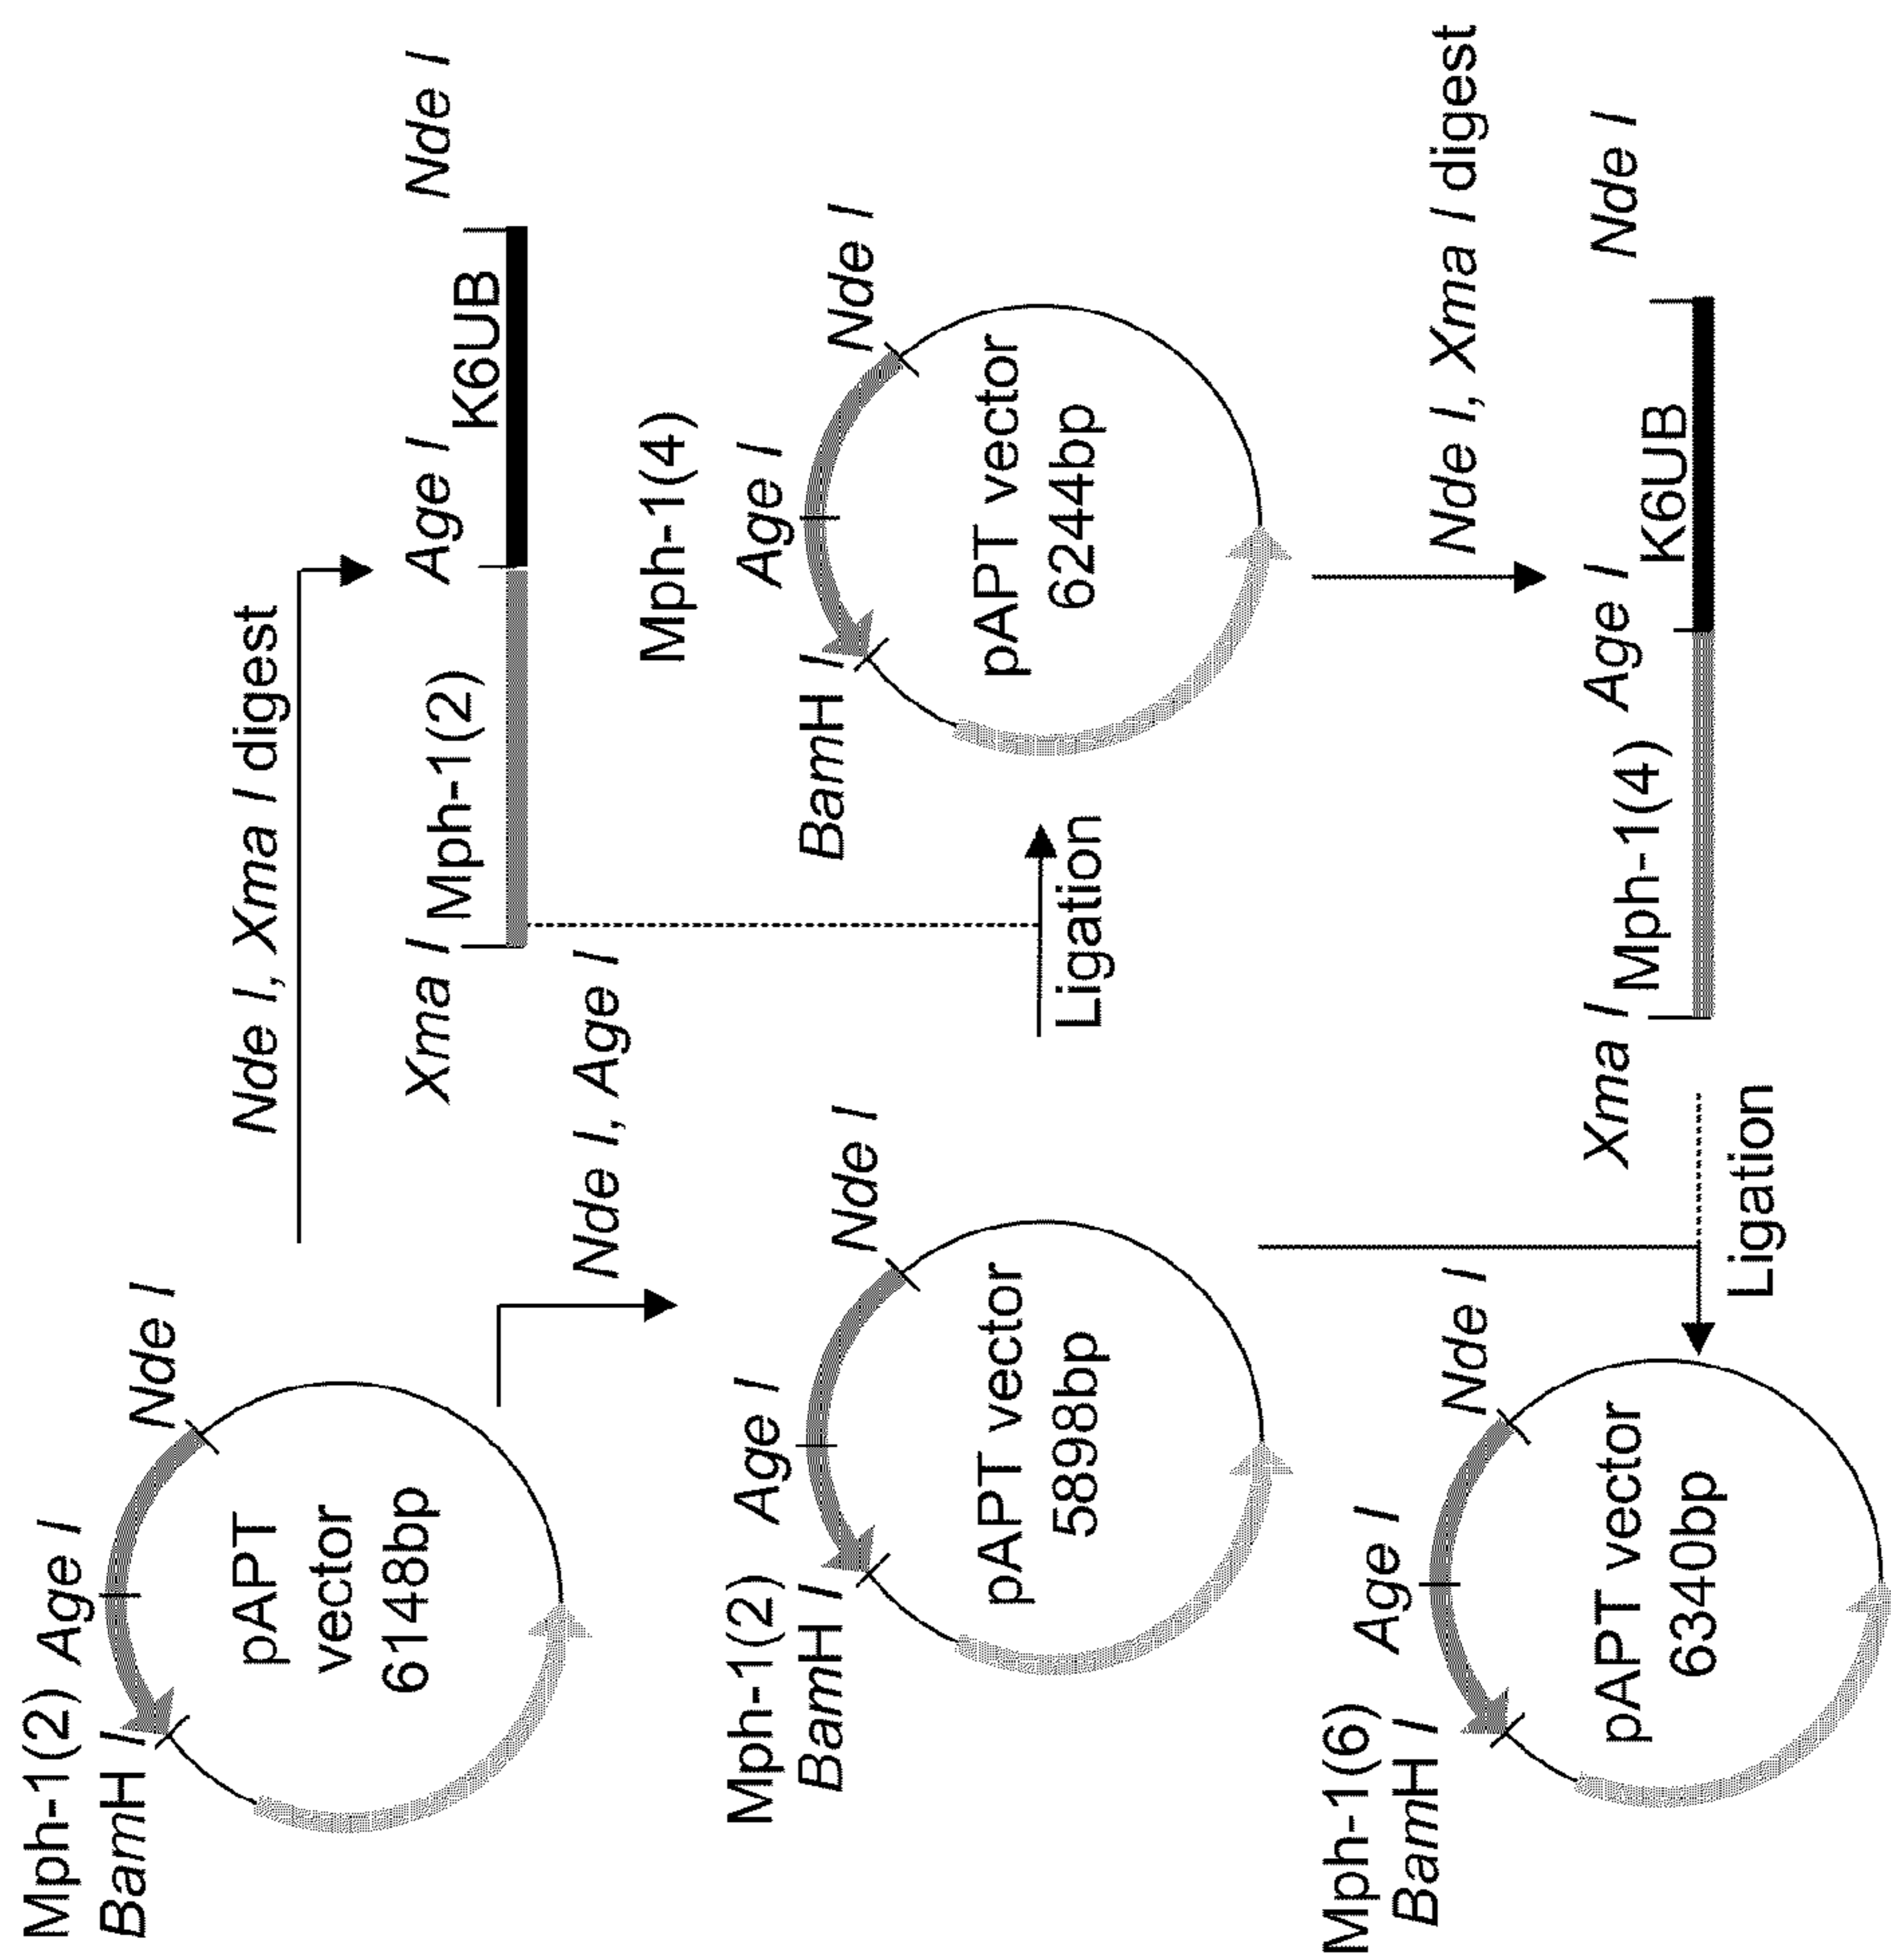 Mph-1(2) Age I
BamH I
Nde I
pAPT
vector
6148bp
Nde I, Xma I digest
Xma I
Age I
Nde I
Mph-1(2)
K6UB
Nde I, Age I
Mph-1(2)
Age I
BamH I
Nde I
pAPT vector
5898bp
Ligation
Mph-1(4)
Age I
BamH I
Nde I
pAPT vector
6244bp
Nde I, Xma I digest
Mph-1(6)
Age I
BamH I
Nde I
pAPT vector
6340bp
Ligation
Xma I
Age I
Nde I
Mph-1(4)
K6UB